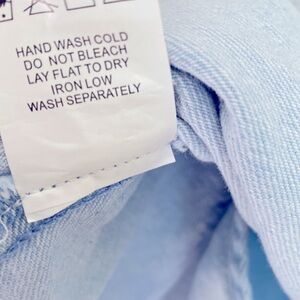 HAND WASH COLD
DO NOT BLEACH
LAY FLAT TO DRY
IRON LOW
WASH SEPARATELY